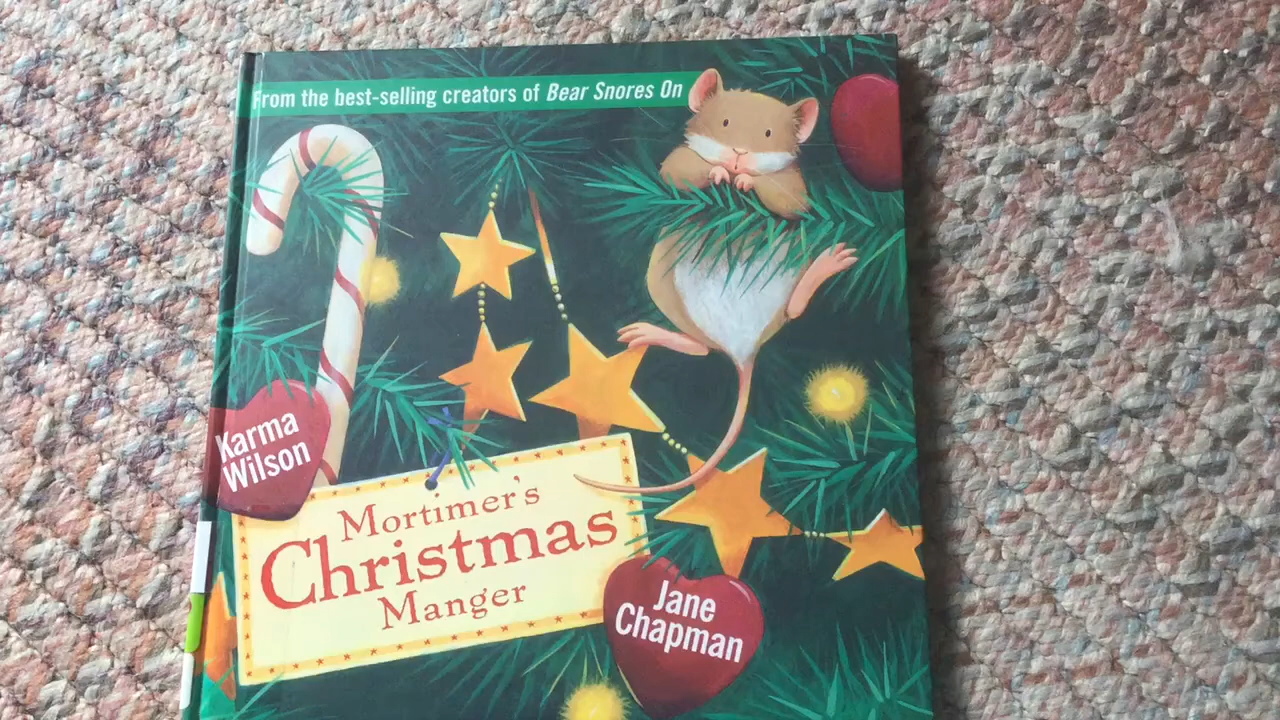 From the best-selling creators of Bear Snores On
Karma
Wilson
Mortimer's
Christmas
Manger
Jane
Chapman